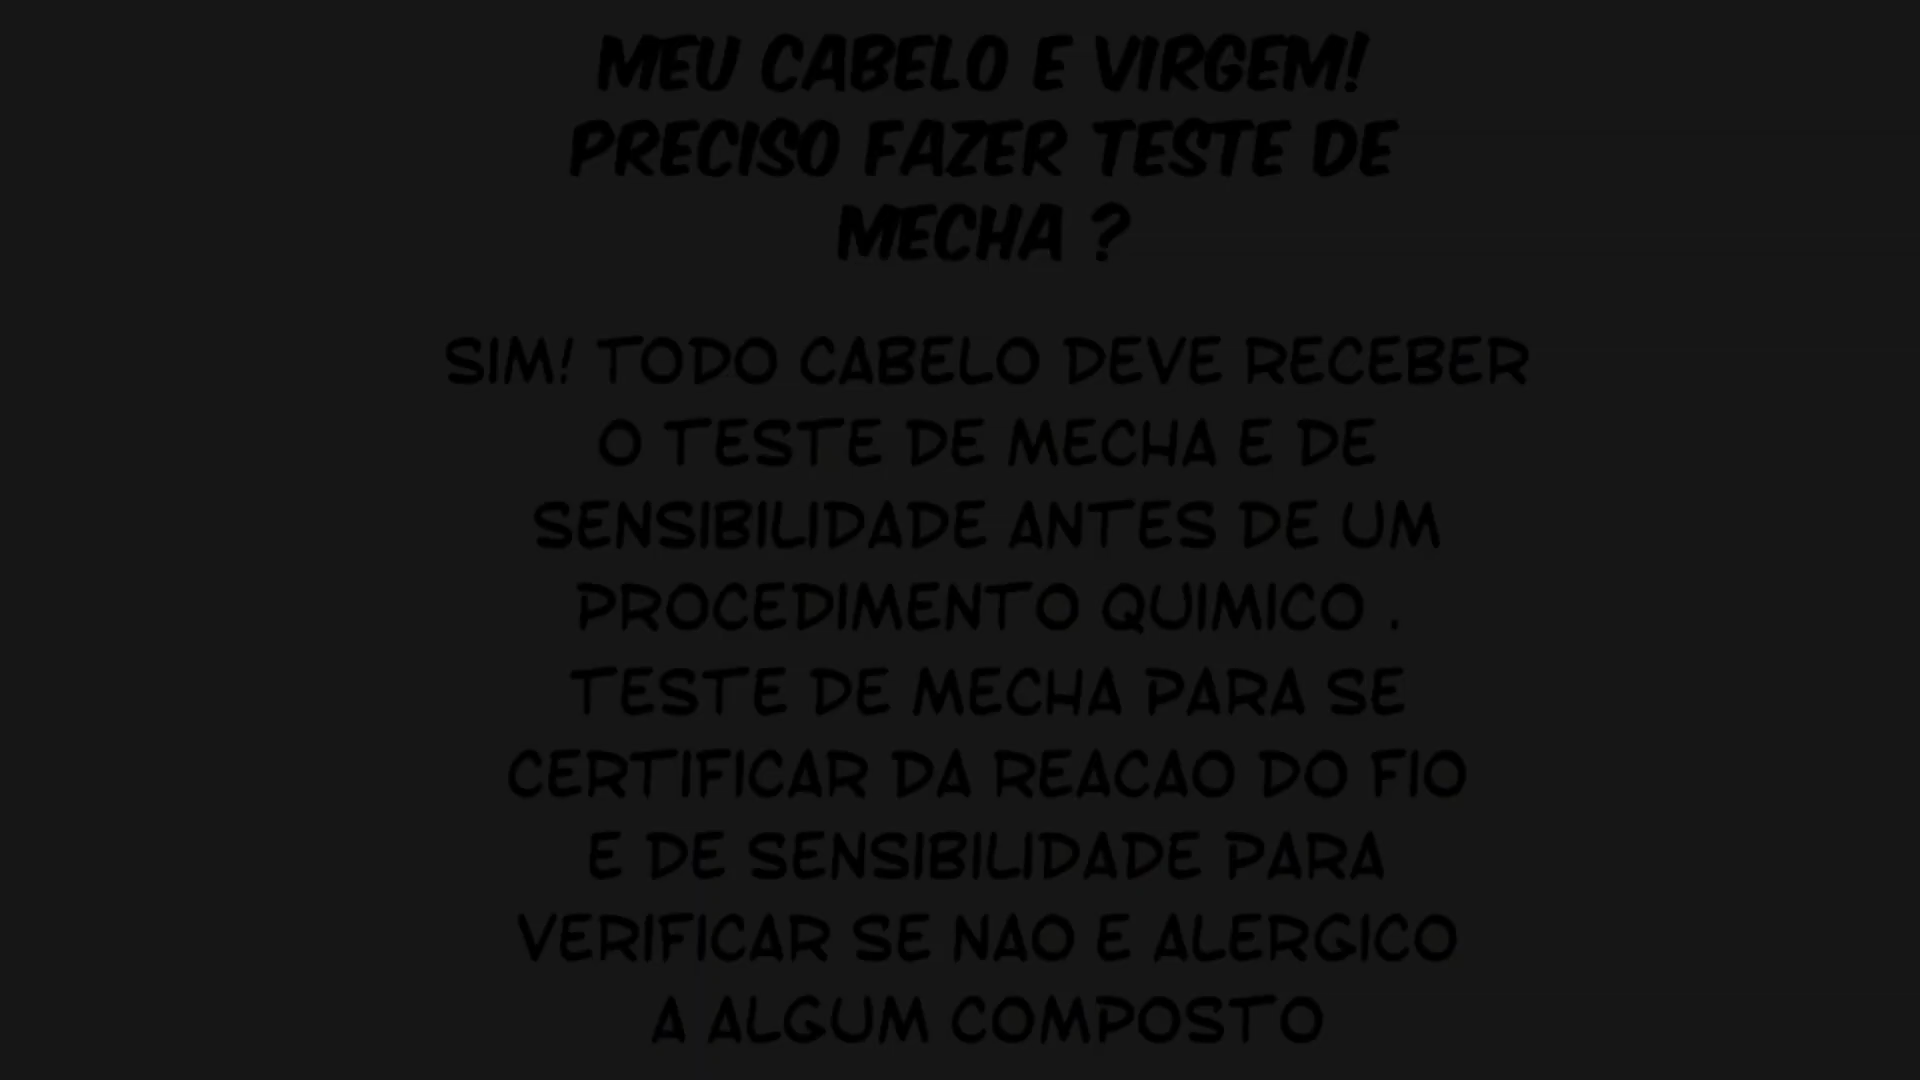 MEU CABELO E VIRGEM!
PRECISO FAZER TESTE DE
MECHA ?
SIM! TODO CABELO DEVE RECEBER
O TESTE DE MECHA E DE
SENSIBILIDADE ANTES DE UM
PROCEDIMENTO QUIMICO .
TESTE DE MECHA PARA SE
CERTIFICAR DA REACAO DO FIO
E DE SENSIBILIDADE PARA
VERIFICAR SE NAO E ALERGICO
A ALGUM COMPOSTO